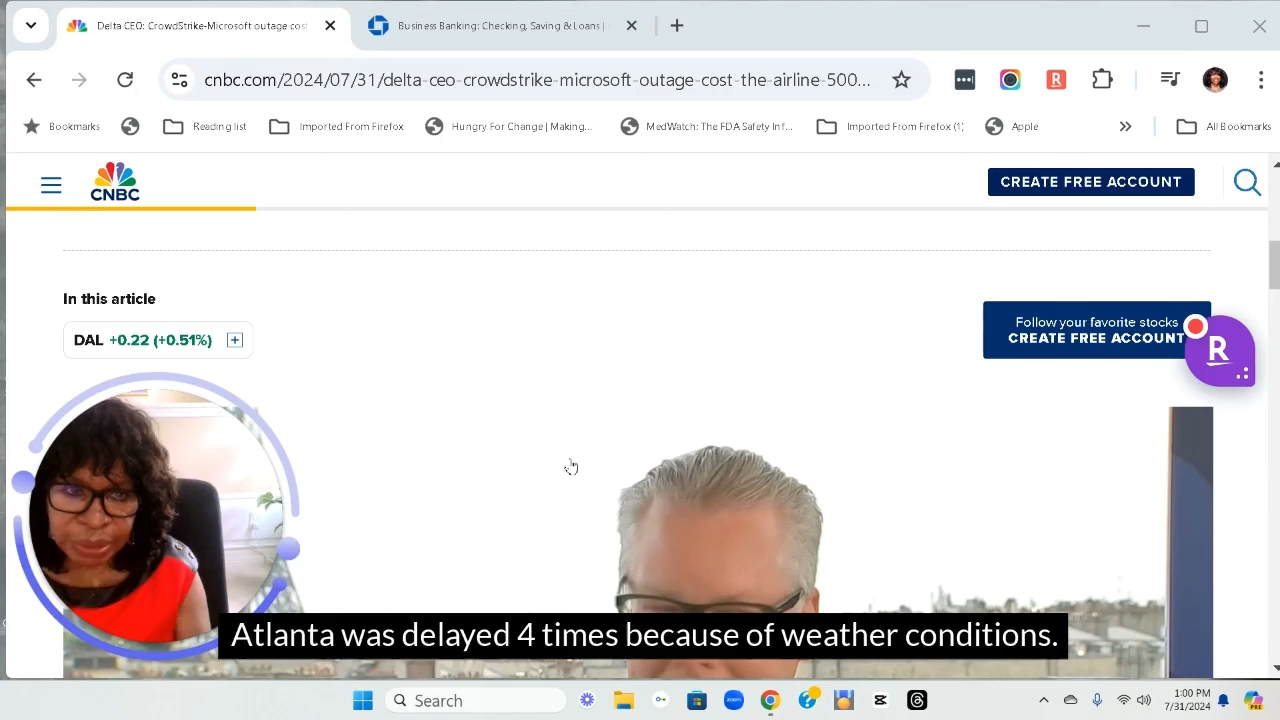 Delta CEO: CrowdStrike-Microsoft outage cost
Business Banking: Checking, Saving & Loans |
cnbc.com/2024/07/31/delta-ceo-crowdstrike-microsoft-outage-cost-the-airline-500...
Bookmarks
Reading list
Imported From Firefox
Hungry For Change | Making...
MedWatch: The FDA Safety Inf...
Imported From Firefox (1)
Apple
All Bookmarks
CNBC
CREATE FREE ACCOUNT
In this article
DAL +0.22 (+0.51%)
Follow your favorite stocks
CREATE FREE ACCOUNT
R
Atlanta was delayed 4 times because of weather conditions.
Search
zoom
1:00 PM
7/31/2024
PRE